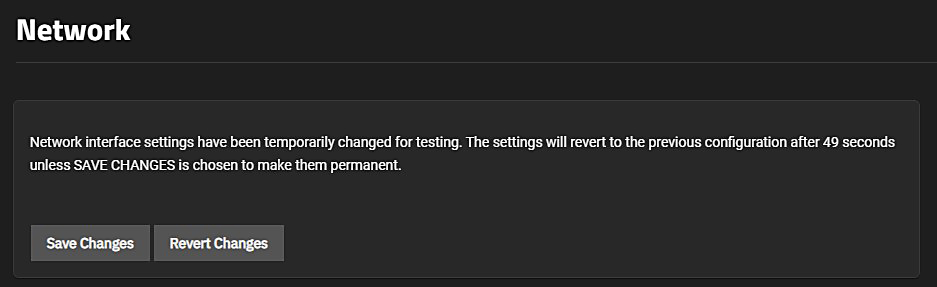 Network
Network interface settings have been temporarily changed for testing. The settings will revert to the previous configuration after 49 seconds
unless SAVE CHANGES is chosen to make them permanent.
Save Changes Revert Changes